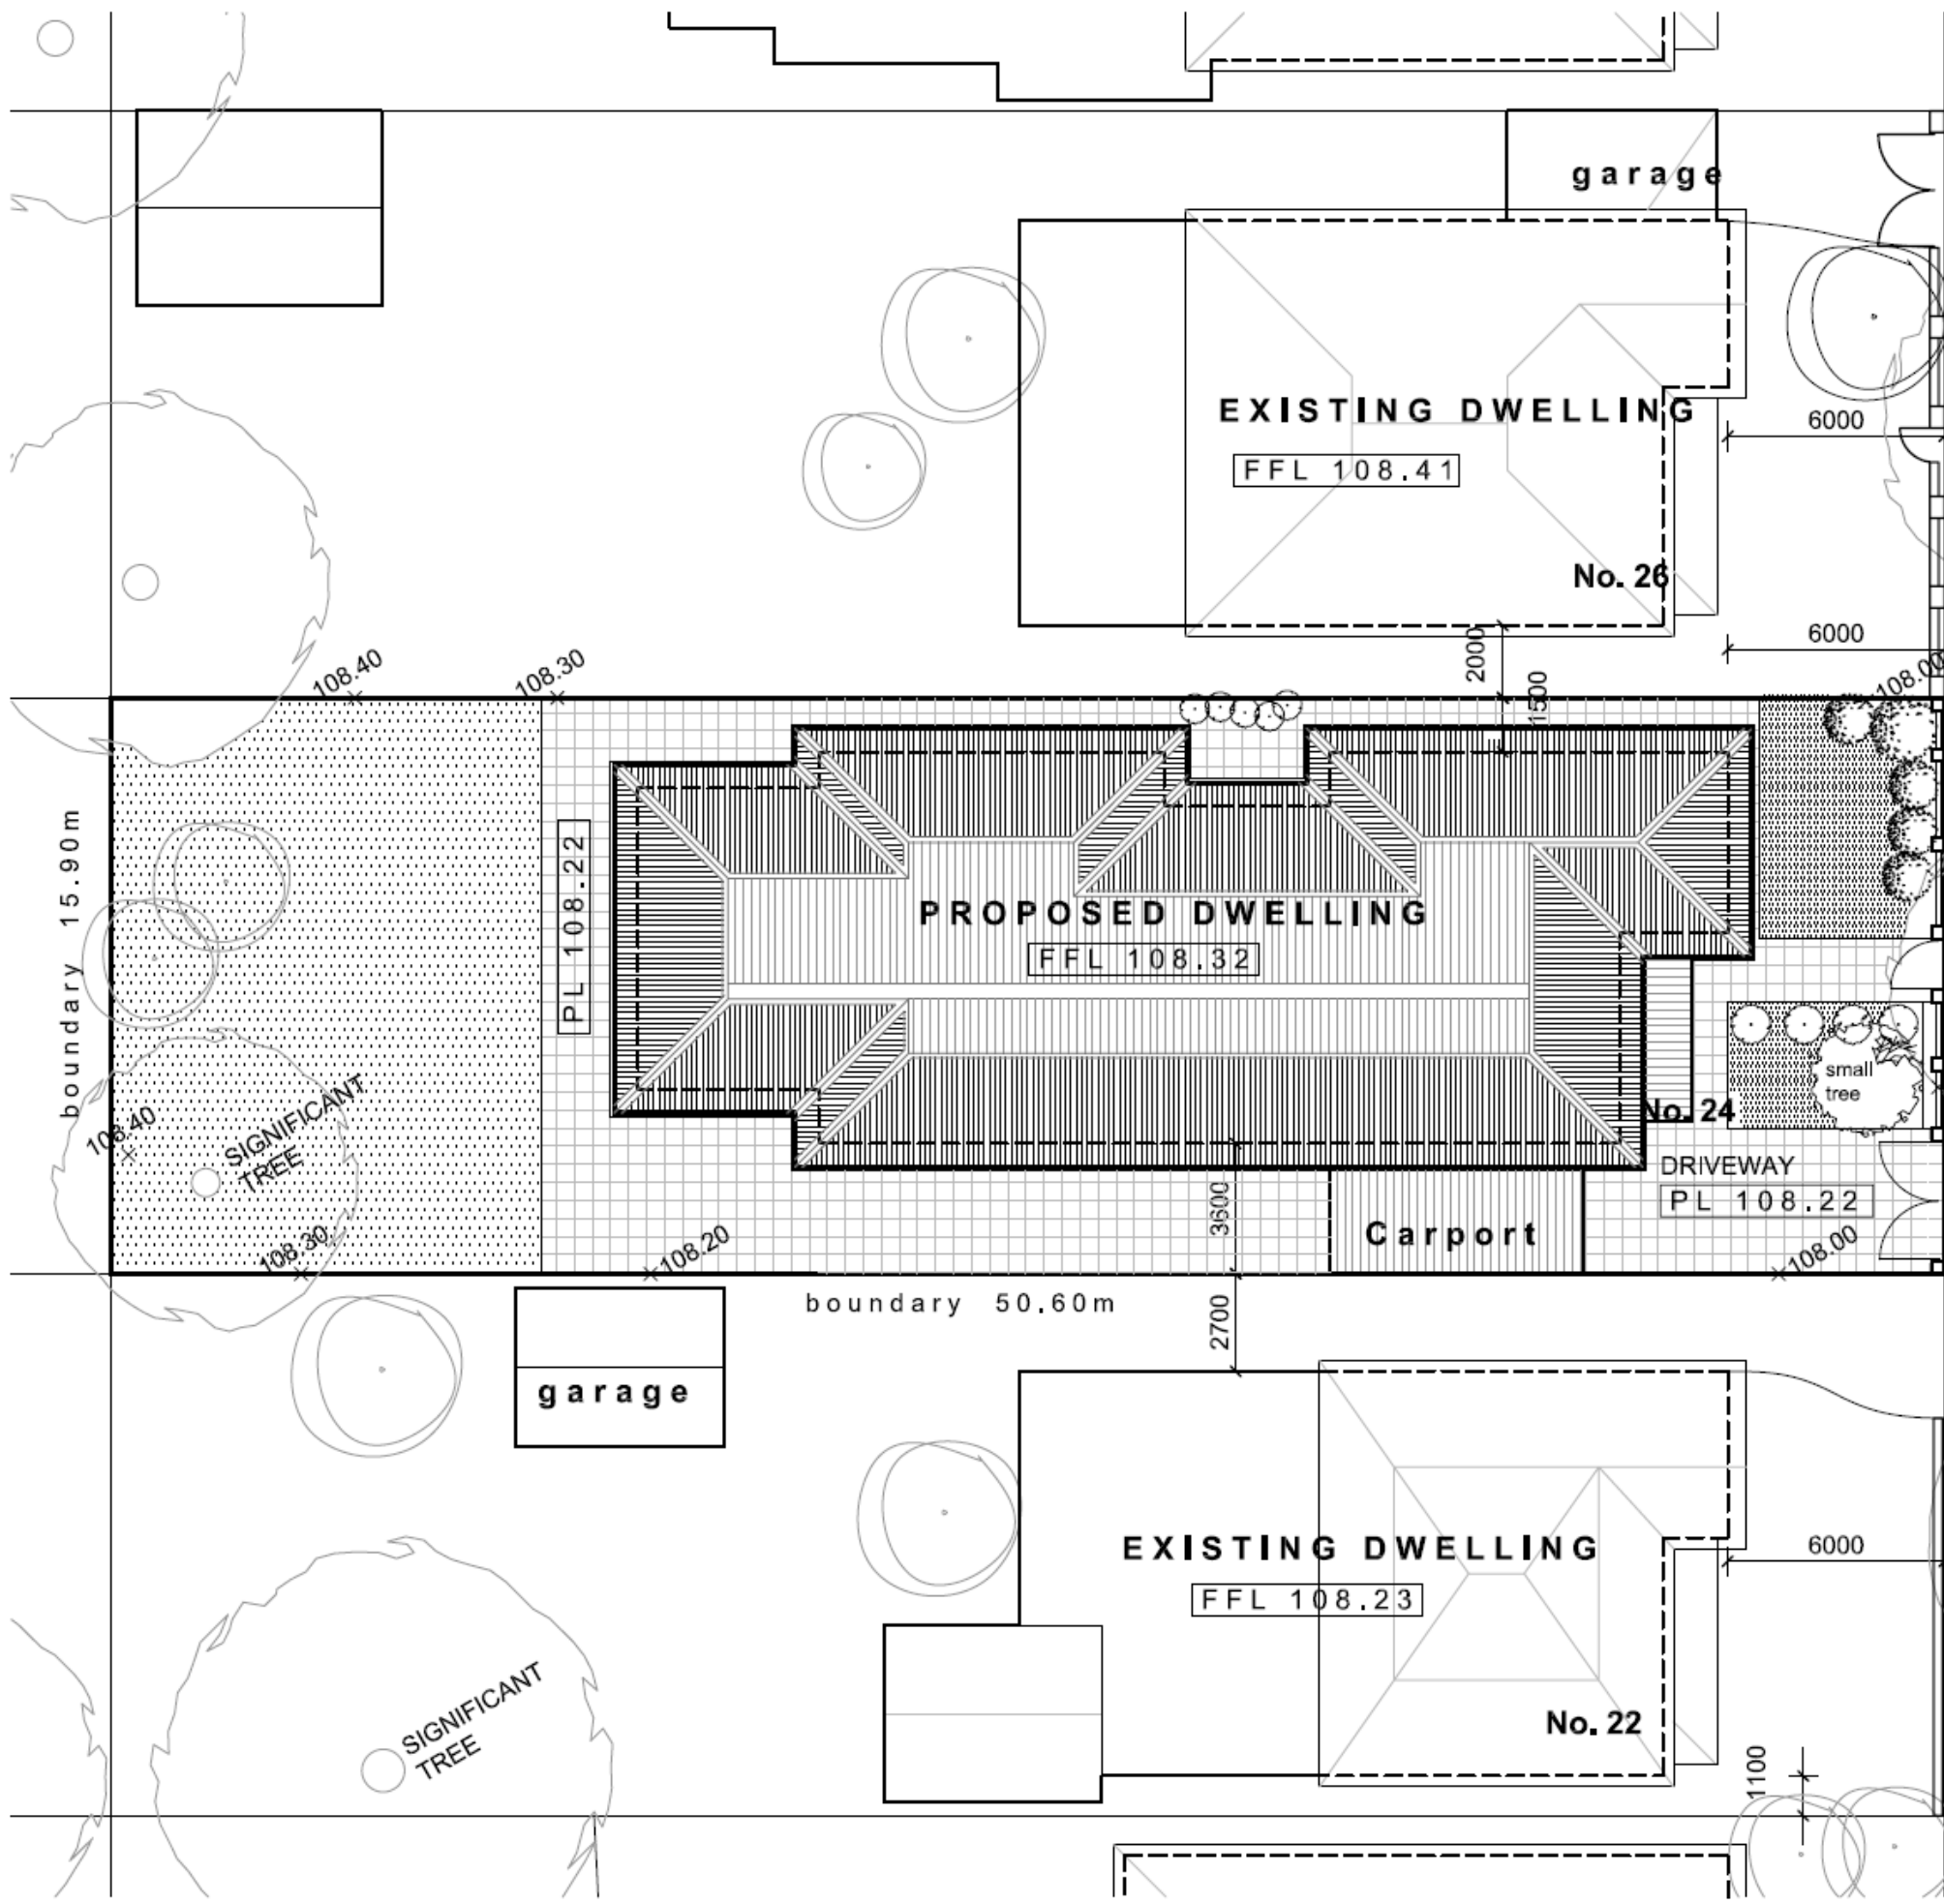 garage
EXISTING DWELLING
6000
FFL 108.41
No. 26
6000
2000
108.40
108.30
108.00
1500
boundary 15.90m
PL 108.22
PROPOSED DWELLING
FFL 108.32
small
tree
No. 24
108.40
SIGNIFICANT
TREE
DRIVEWAY
PL 108.22
3600
Carport
108.30
108.20
108.00
boundary 50.60m
2700
garage
EXISTING DWELLING
6000
FFL 108.23
SIGNIFICANT
TREE
No. 22
1100